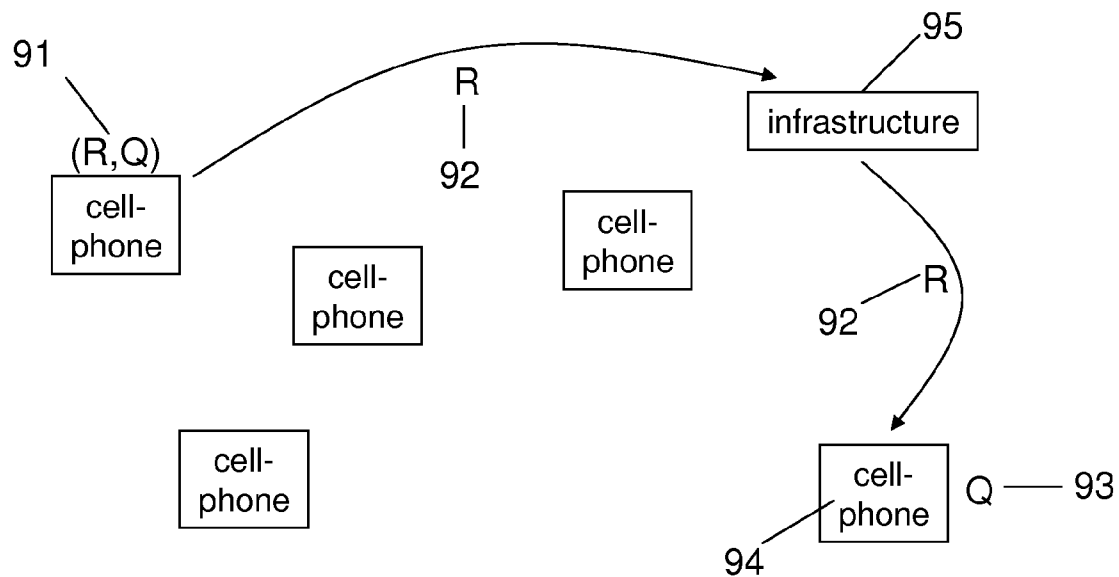 91
95
R
(R,Q)
infrastructure
92
cell-
phone
cell-
phone
cell-
phone
R
92
cell-
phone
cell-
phone
Q
93
94